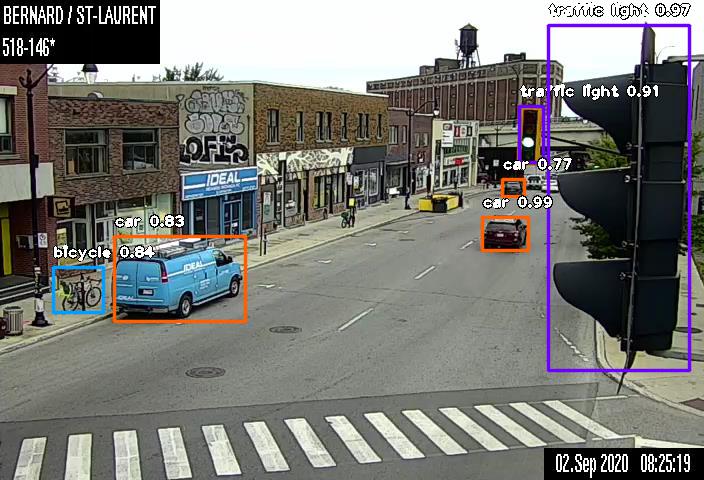 BERNARD / ST-LAURENT
518-146*
traffic light 0.97
traffic light 0.91
car 0.77
car 0.99
car 0.83
bicycle 0.84
IDEAL
IDEAL
02.Sep 2020 08:25:19